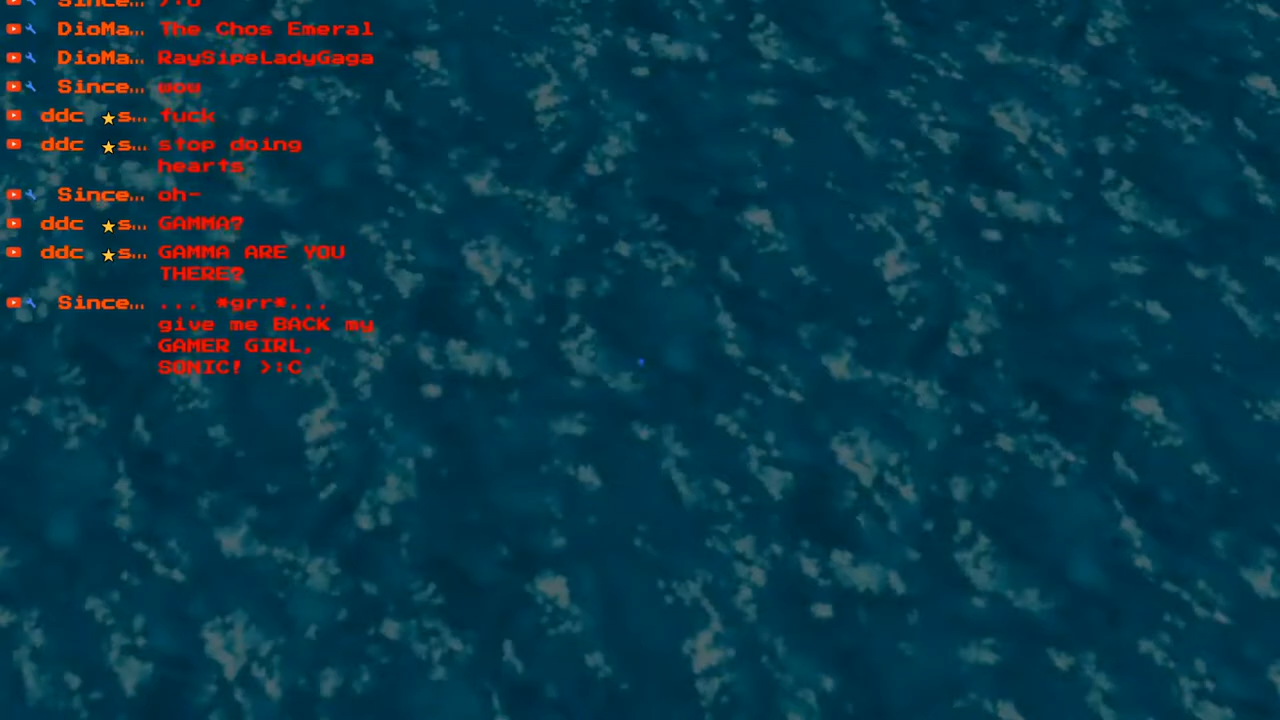 DioMa… The Chos Emeral
DioMa… RaySipeLadyGaga
Since… wow
ddc ⭐s… fuck
ddc ⭐s… stop doing
hearts
Since… oh-
ddc ⭐s… GAMMA?
ddc ⭐s… GAMMA ARE YOU
THERE?
Since… ... *grr*...
give me BACK my
GAMER GIRL,
SONIC! >:C